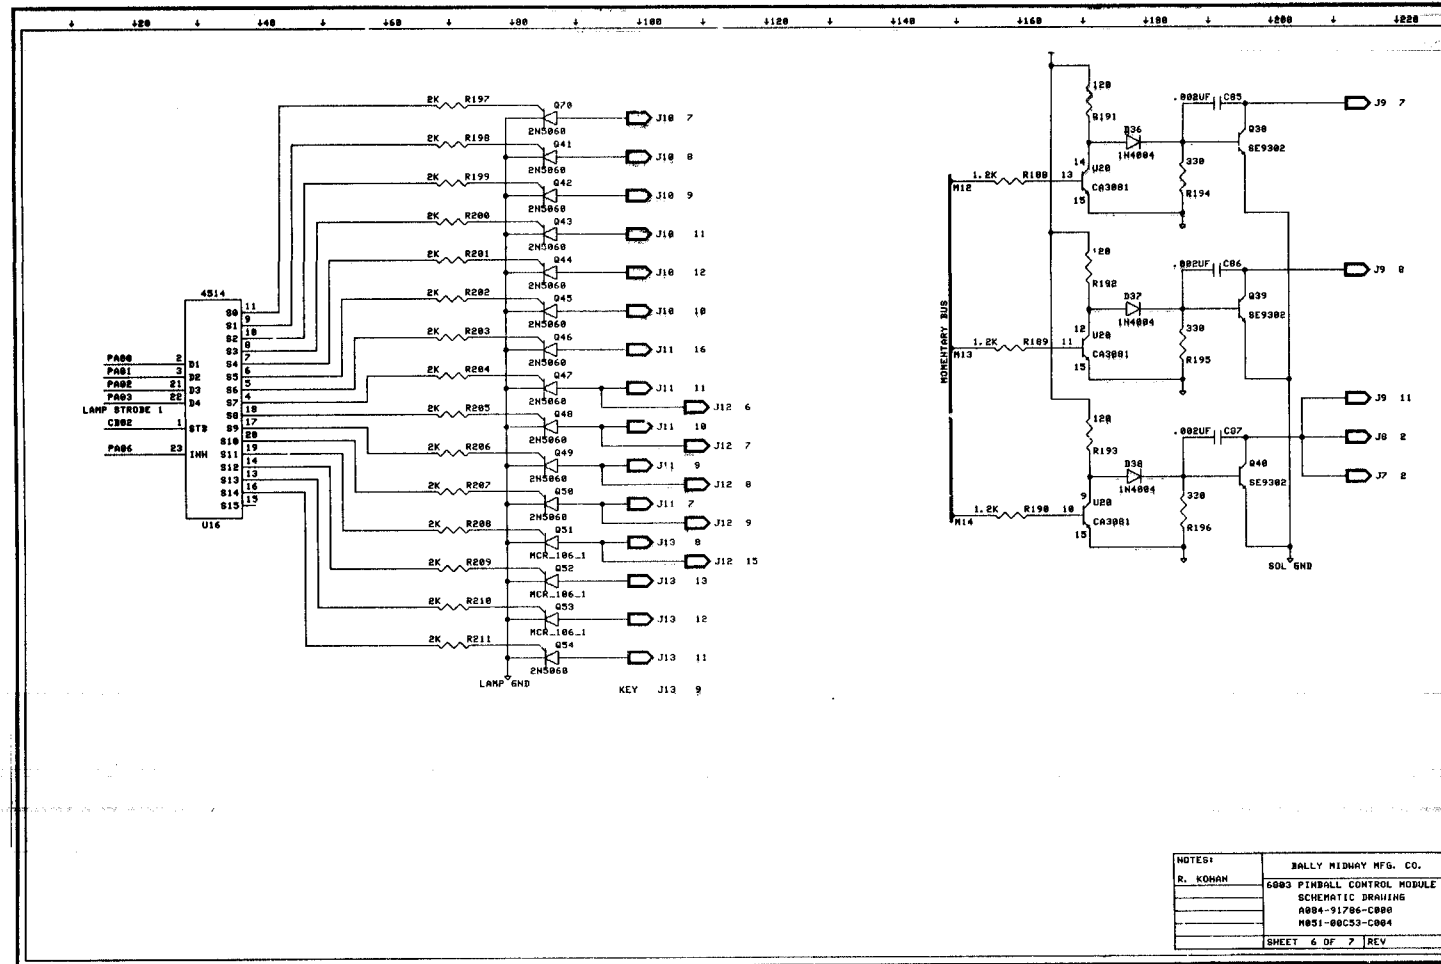 +20 +40 +60 +80 +100 +120 +140 +160 +180 +200 +220
2K R197 Q70 2N5060 J10 7
2K R198 Q41 2N5060 J10 8
2K R199 Q42 2N5060 J10 9
2K R200 Q43 2N5060 J10 11
2K R201 Q44 2N5060 J10 12
2K R202 Q45 2N5060 J10 10
2K R203 Q46 2N5060 J11 16
2K R204 Q47 2N5060 J11 11
J12 6
2K R205 Q48 2N5060 J11 10
J12 7
2K R206 Q49 2N5060 J11 9
J12 8
2K R207 Q50 2N5060 J11 7
J12 9
2K R208 Q51 MCR_106_1 J13 8
J12 15
2K R209 Q52 MCR_106_1 J13 13
2K R210 Q53 MCR_106_1 J13 12
2K R211 Q54 2N5060 J13 11
LAMP GND
KEY J13 9
4514
S0 11
S1 9
S2 10
S3 8
S4 7
S5 6
S6 5
S7 4
S8 18
S9 17
S10 20
S11 19
S12 14
S13 13
S14 16
S15 15
PA00 2 D1
PA01 3 D2
PA02 21 D3
PA03 22 D4
LAMP STROBE 1
CB02 1 STB
PA06 23 INH
U16
MOMENTARY BUS
120
R191
.002UF C85
J9 7
D36
1N4004
Q38
SE9302
330
R194
M12 1.2K R188 13
14
U20
CA3081
15
120
R192
.002UF C86
J9 8
D37
1N4004
Q39
SE9302
330
R195
M13 1.2K R189 11
12
U20
CA3081
15
120
R193
.002UF C87
J9 11
J8 2
J7 2
D38
1N4004
Q40
SE9302
330
R196
M14 1.2K R190 10
9
U20
CA3081
15
SOL GND
NOTES:
R. KOHAN
BALLY MIDWAY MFG. CO.
6803 PINBALL CONTROL MODULE
SCHEMATIC DRAWING
A084-91786-C000
M051-00C53-C004
SHEET 6 OF 7 REV